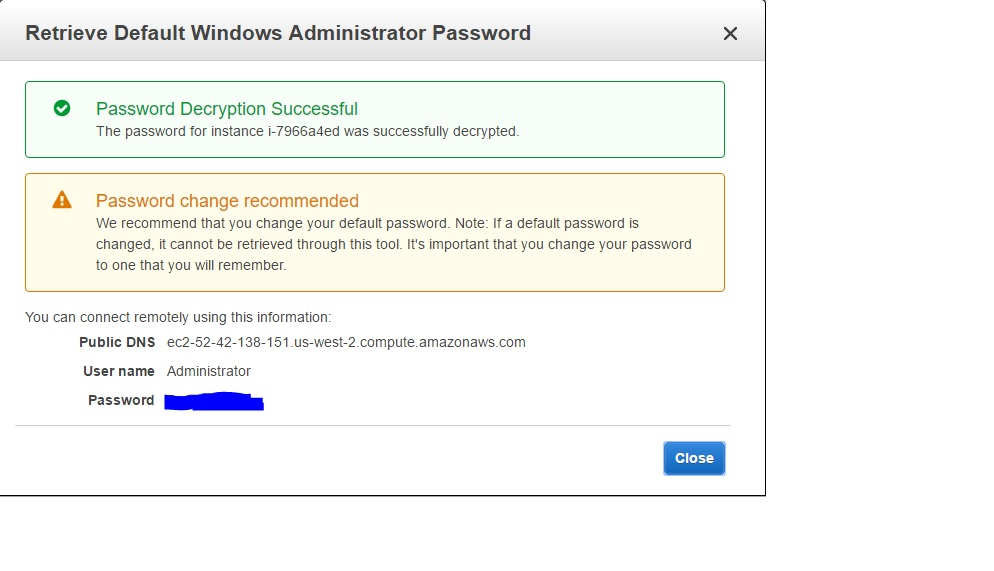 Retrieve Default Windows Administrator Password
Password Decryption Successful
The password for instance i-7966a4ed was successfully decrypted.
Password change recommended
We recommend that you change your default password. Note: If a default password is
changed, it cannot be retrieved through this tool. It's important that you change your password
to one that you will remember.
You can connect remotely using this information:
Public DNS ec2-52-42-138-151.us-west-2.compute.amazonaws.com
User name Administrator
Password
Close